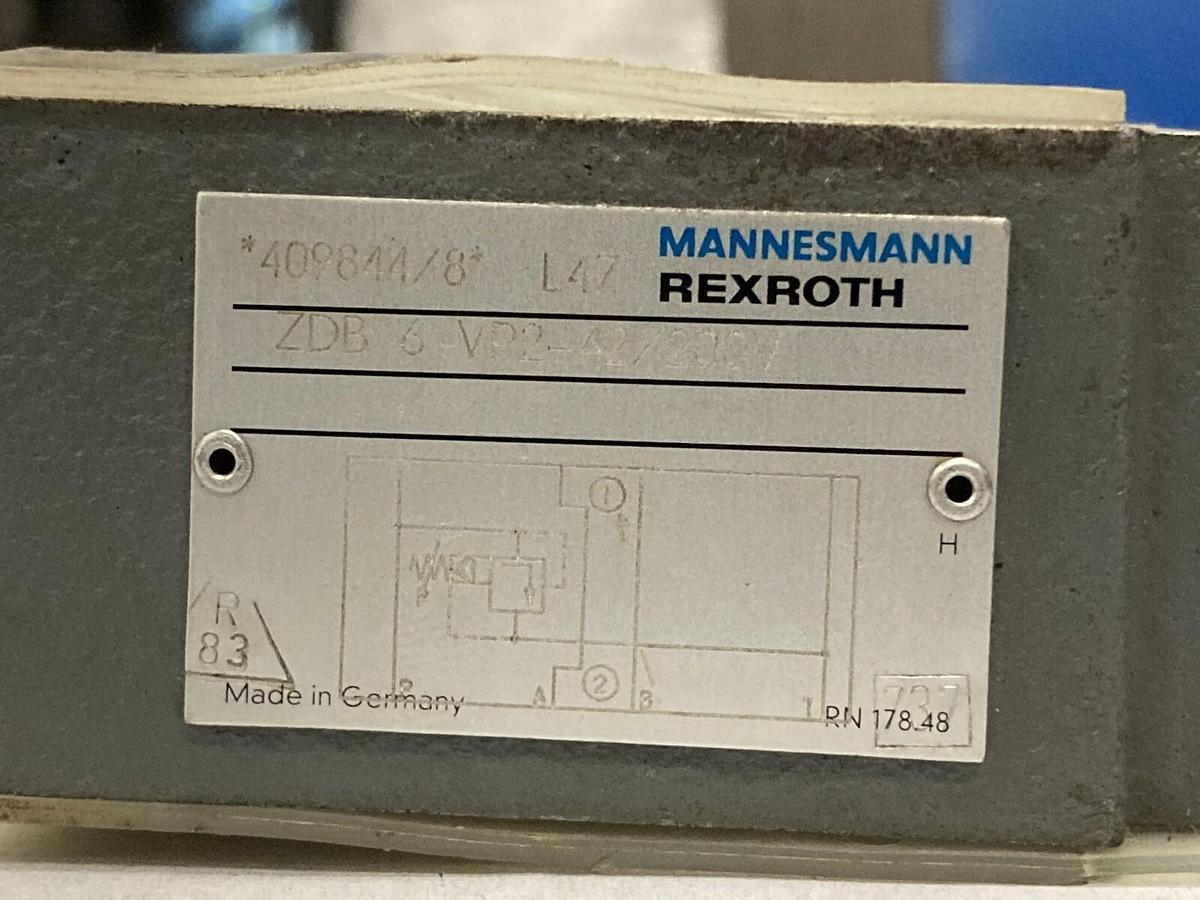 *409844/8* L47 MANNESMANN
REXROTH
ZDB 6 VP2-42/200V
1
H
R
83
2
P A B T
Made in Germany
RN 178.48
737